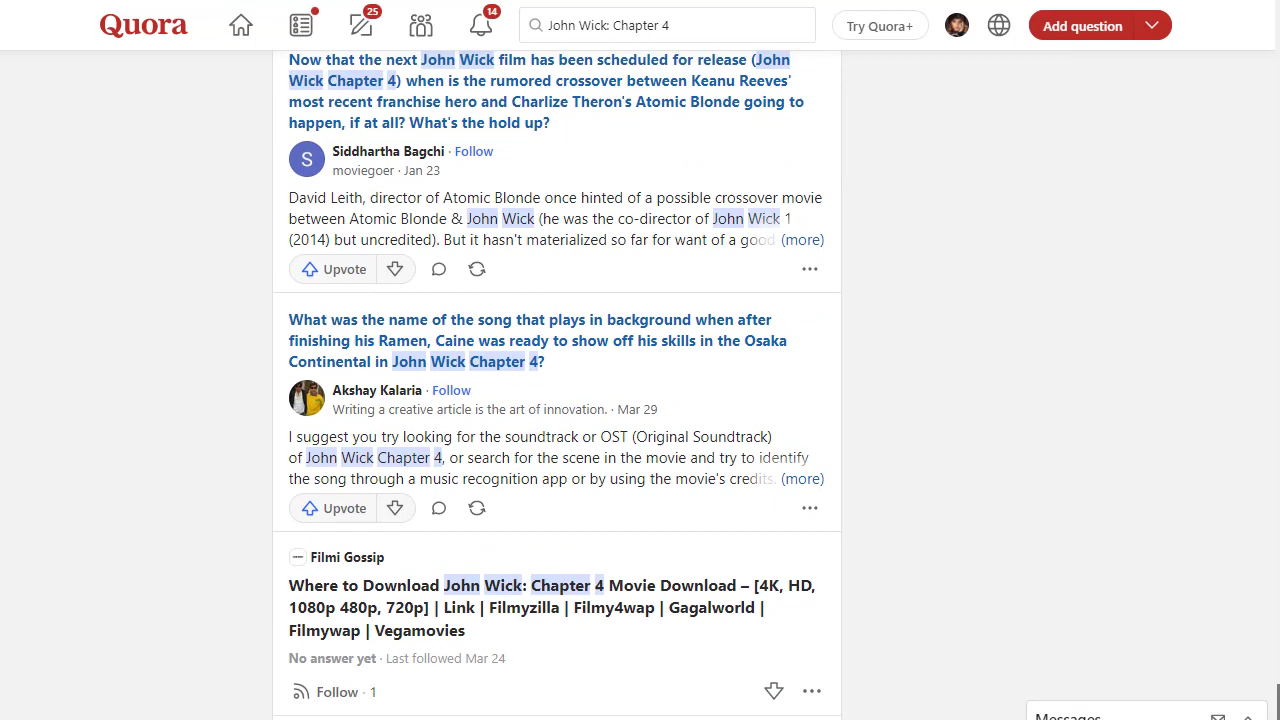 Quora
25
14
John Wick: Chapter 4
Try Quora+
Add question
Now that the next John Wick film has been scheduled for release (John
Wick Chapter 4) when is the rumored crossover between Keanu Reeves'
most recent franchise hero and Charlize Theron's Atomic Blonde going to
happen, if at all? What's the hold up?
S
Siddhartha Bagchi · Follow
moviegoer · Jan 23
David Leith, director of Atomic Blonde once hinted of a possible crossover movie
between Atomic Blonde & John Wick (he was the co-director of John Wick 1
(2014) but uncredited). But it hasn't materialized so far for want of a good (more)
Upvote
What was the name of the song that plays in background when after
finishing his Ramen, Caine was ready to show off his skills in the Osaka
Continental in John Wick Chapter 4?
Akshay Kalaria · Follow
Writing a creative article is the art of innovation. · Mar 29
I suggest you try looking for the soundtrack or OST (Original Soundtrack)
of John Wick Chapter 4, or search for the scene in the movie and try to identify
the song through a music recognition app or by using the movie's credits. (more)
Upvote
Filmi Gossip
Where to Download John Wick: Chapter 4 Movie Download – [4K, HD,
1080p 480p, 720p] | Link | Filmyzilla | Filmy4wap | Gagalworld |
Filmywap | Vegamovies
No answer yet · Last followed Mar 24
Follow · 1
Messages